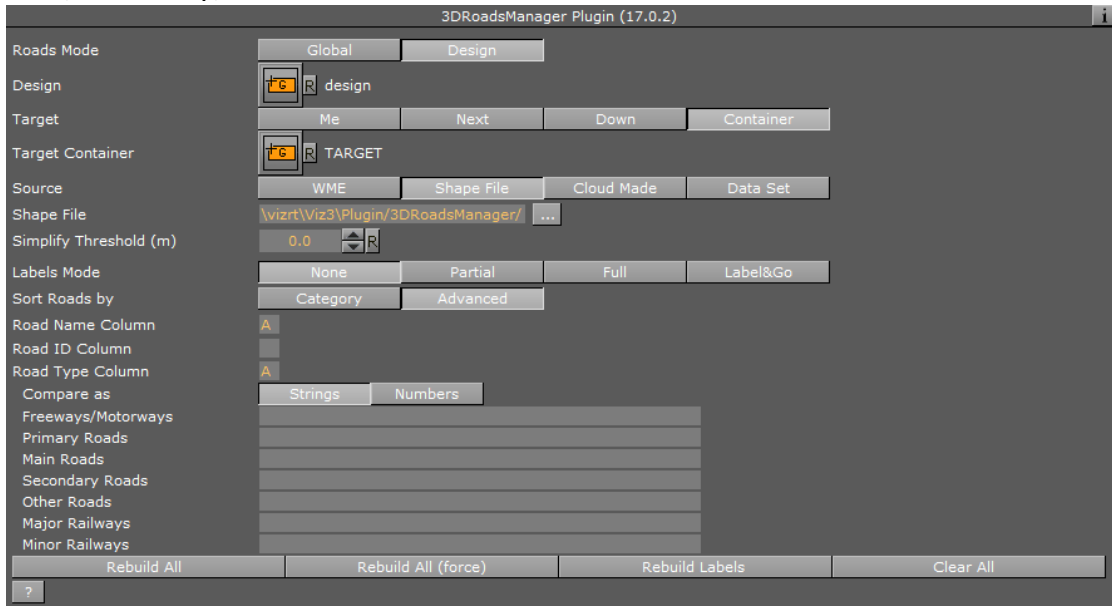 3DRoadsManager Plugin (17.0.2) i
Roads Mode Global Design
Design G R design
Target Me Next Down Container
Target Container G R TARGET
Source WME Shape File Cloud Made Data Set
Shape File \vizrt\Viz3\Plugin/3DRoadsManager/ ...
Simplify Threshold (m) 0.0 R
Labels Mode None Partial Full Label&Go
Sort Roads by Category Advanced
Road Name Column A
Road ID Column
Road Type Column A
Compare as Strings Numbers
Freeways/Motorways
Primary Roads
Main Roads
Secondary Roads
Other Roads
Major Railways
Minor Railways
Rebuild All Rebuild All (force) Rebuild Labels Clear All
?